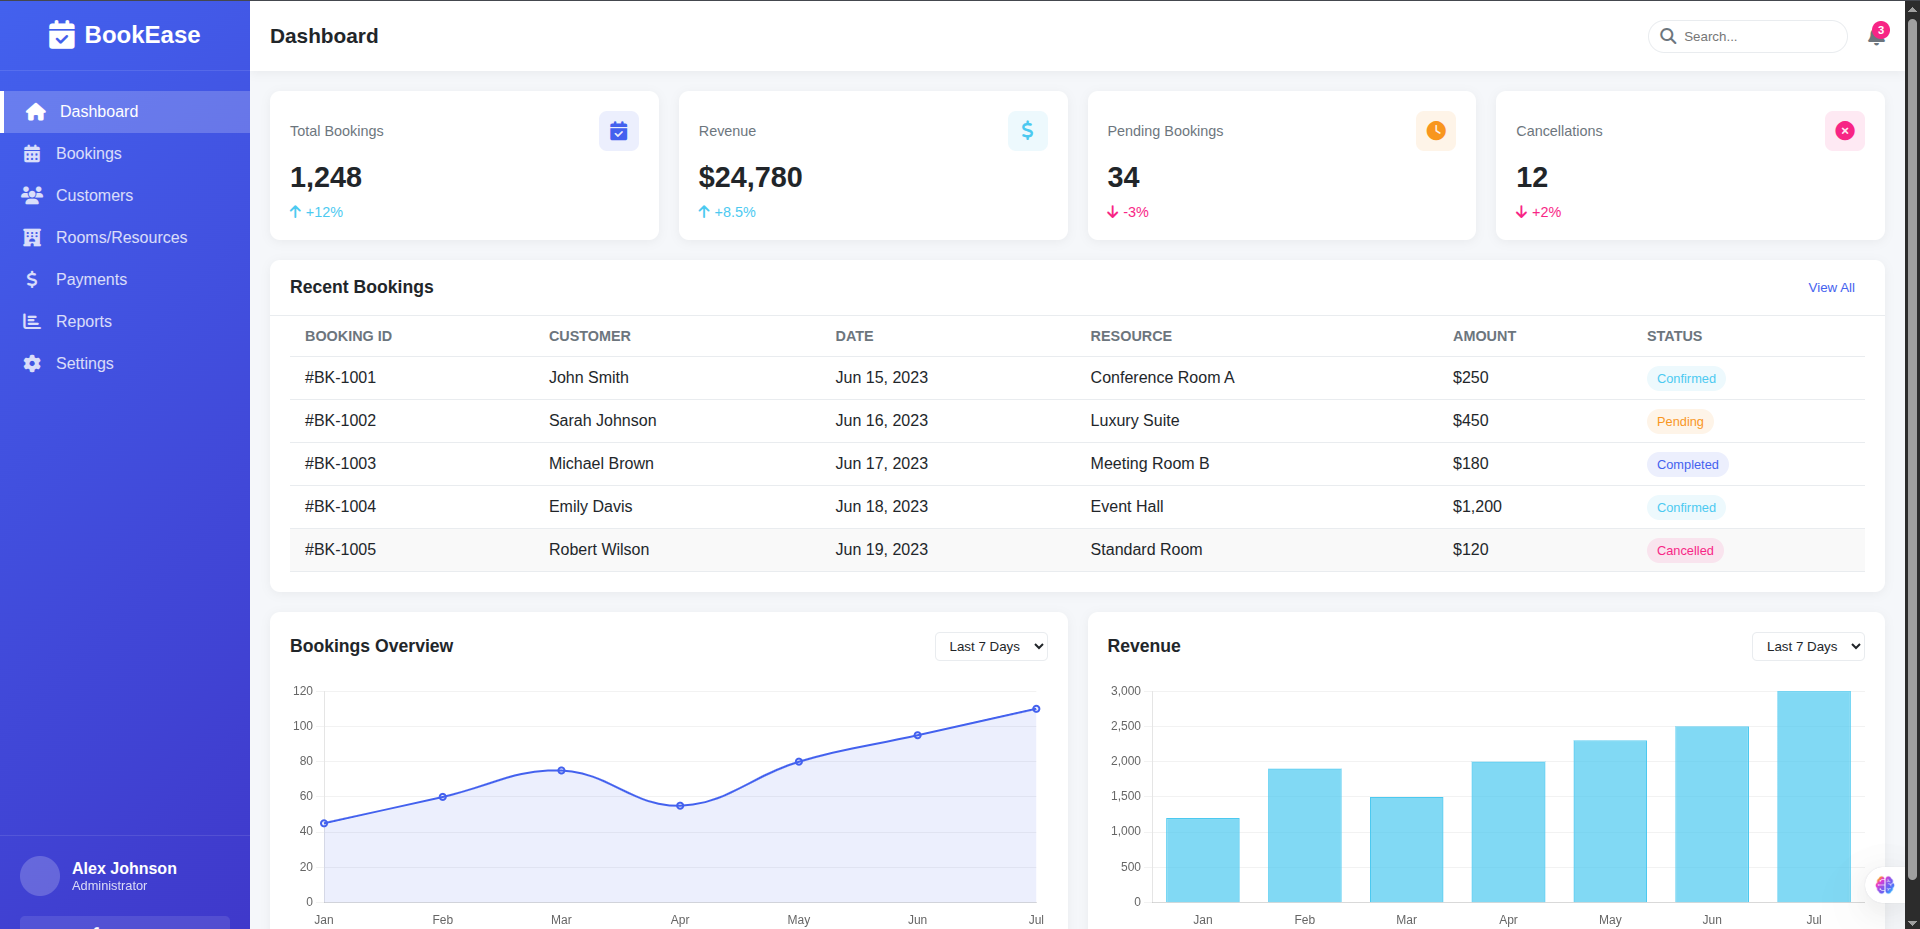 BookEase
Dashboard
Bookings
Customers
Rooms/Resources
Payments
Reports
Settings
Alex Johnson
Administrator
Dashboard
Search...
3
Total Bookings
1,248
+12%
Revenue
$24,780
+8.5%
Pending Bookings
34
-3%
Cancellations
12
+2%
Recent Bookings
View All
BOOKING ID CUSTOMER DATE RESOURCE AMOUNT STATUS
#BK-1001 John Smith Jun 15, 2023 Conference Room A $250 Confirmed
#BK-1002 Sarah Johnson Jun 16, 2023 Luxury Suite $450 Pending
#BK-1003 Michael Brown Jun 17, 2023 Meeting Room B $180 Completed
#BK-1004 Emily Davis Jun 18, 2023 Event Hall $1,200 Confirmed
#BK-1005 Robert Wilson Jun 19, 2023 Standard Room $120 Cancelled
Bookings Overview
Last 7 Days
120
100
80
60
40
20
0
Jan Feb Mar Apr May Jun Jul
Revenue
Last 7 Days
3,000
2,500
2,000
1,500
1,000
500
0
Jan Feb Mar Apr May Jun Jul